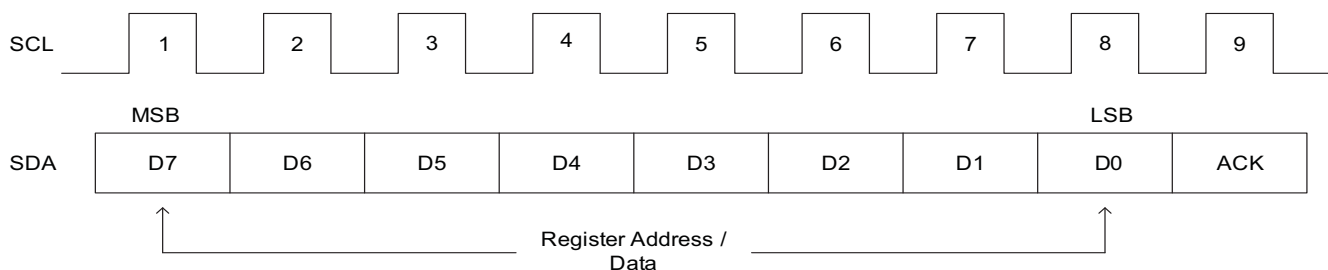 SCL 1 2 3 4 5 6 7 8 9
MSB LSB
SDA D7 D6 D5 D4 D3 D2 D1 D0 ACK
Register Address /
Data